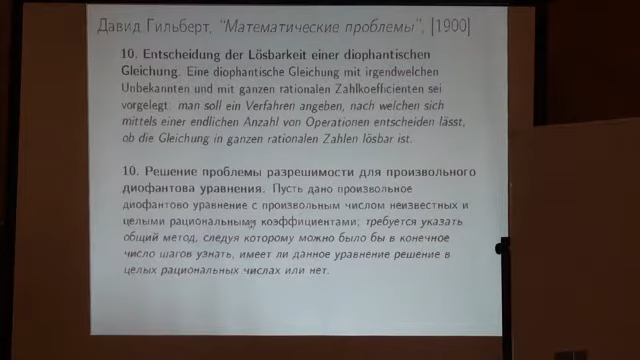 Давид Гильберт, "Математические проблемы", [1900]
10. Entscheidung der Lösbarkeit einer diophantischen
Gleichung. Eine diophantische Gleichung mit irgendwelchen
Unbekannten und mit ganzen rationalen Zahlkoefficienten sei
vorgelegt: man soll ein Verfahren angeben, nach welchen sich
mittels einer endlichen Anzahl von Operationen entscheiden lässt,
ob die Gleichung in ganzen rationalen Zahlen lösbar ist.
10. Решение проблемы разрешимости для произвольного
диофантова уравнения. Пусть дано произвольное
диофантово уравнение с произвольным числом неизвестных и
целыми рациональными коэффициентами; требуется указать
общий метод, следуя которому можно было бы в конечное
число шагов узнать, имеет ли данное уравнение решение в
целых рациональных числах или нет.